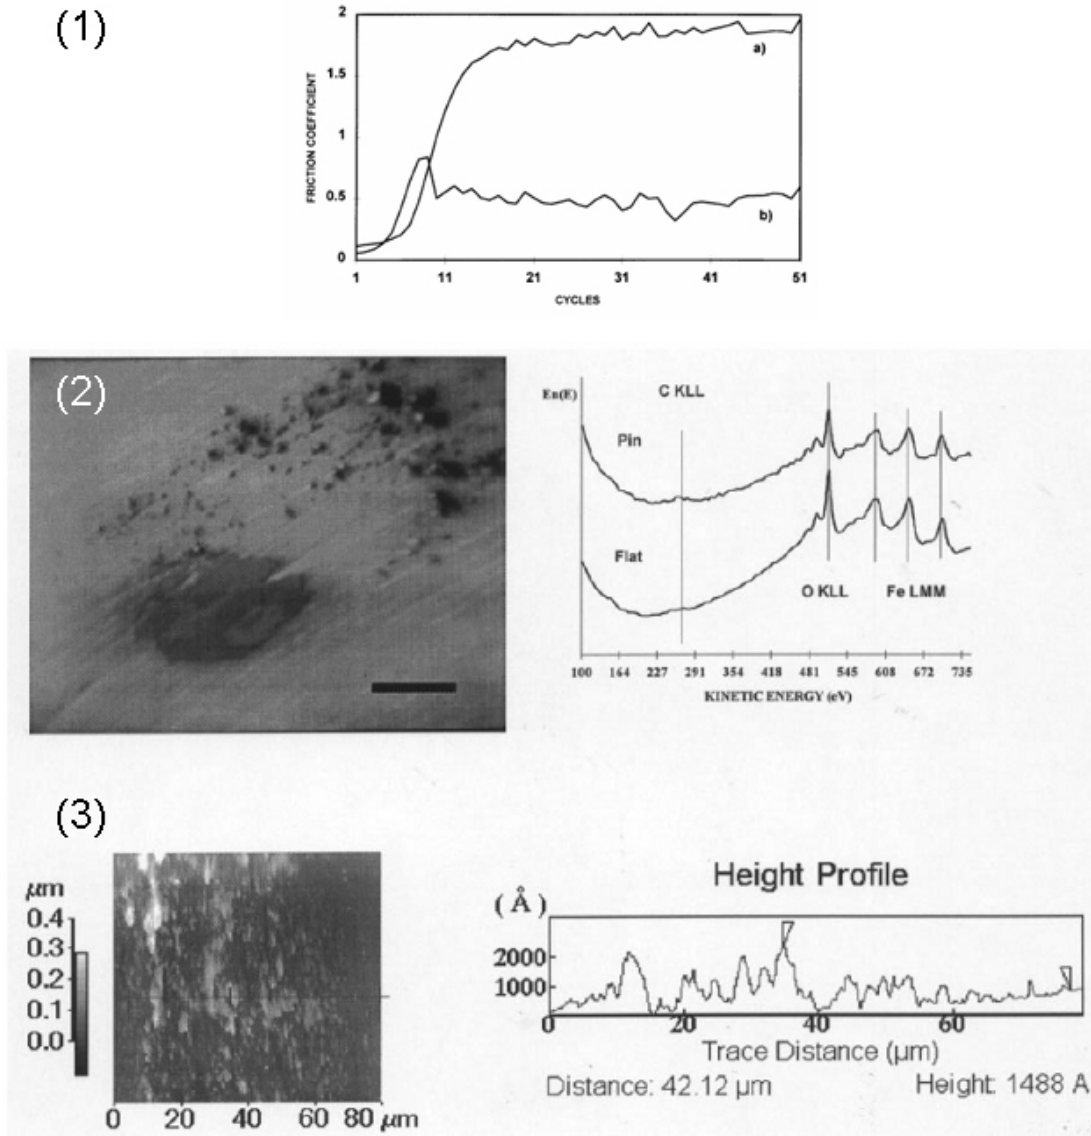 (1)
2
1.5
1
0.5
0
FRICTION COEFFICIENT
a)
b)
1 11 21 31 41 51
CYCLES
(2)
En(E)
C KLL
Pin
Flat
O KLL Fe LMM
100 164 227 291 354 418 481 545 608 672 735
KINETIC ENERGY (eV)
(3)
µm
0.4
0.3
0.2
0.1
0.0
0 20 40 60 80 µm
Height Profile
(Å)
2000
1000
0 20 40 60
Trace Distance (µm)
Distance: 42.12 µm Height: 1488 A